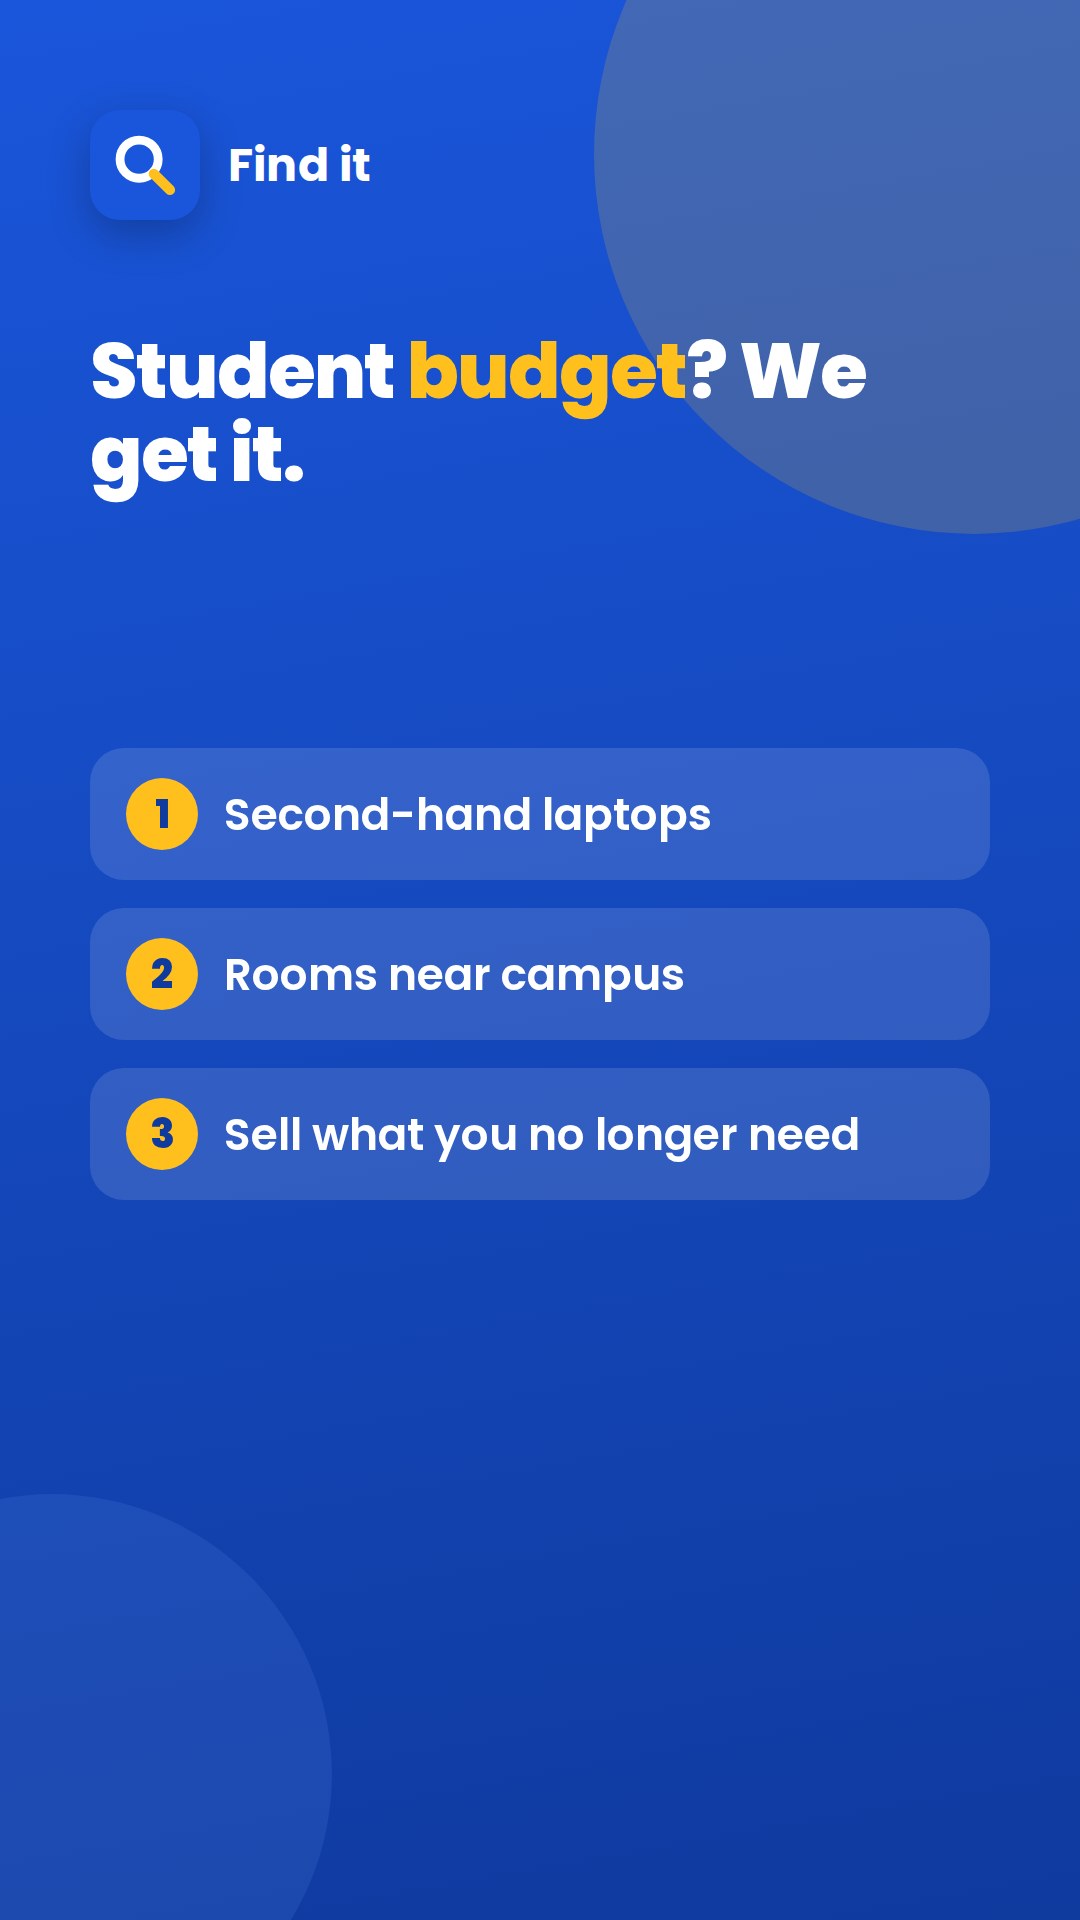 Find it
Student budget? We
get it.
1 Second-hand laptops
2 Rooms near campus
3 Sell what you no longer need